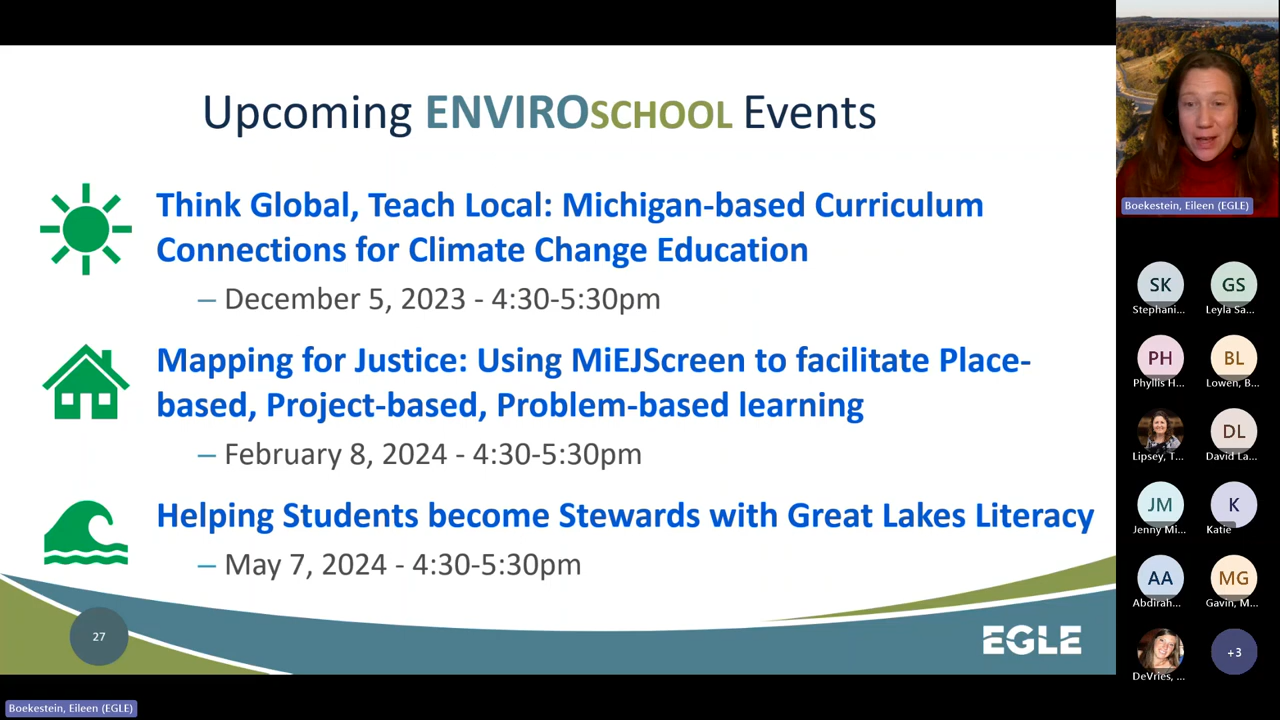 Upcoming ENVIROSCHOOL Events
Think Global, Teach Local: Michigan-based Curriculum
Connections for Climate Change Education
– December 5, 2023 - 4:30-5:30pm
Mapping for Justice: Using MiEJScreen to facilitate Place-
based, Project-based, Problem-based learning
– February 8, 2024 - 4:30-5:30pm
Helping Students become Stewards with Great Lakes Literacy
– May 7, 2024 - 4:30-5:30pm
27
EGLE
Boekestein, Eileen (EGLE)
SK
GS
Stephani...
Leyla Sa...
PH
BL
Phyllis H...
Lowen, B...
DL
Lipsey, T...
David La...
JM
K
Jenny Mi...
Katie
AA
MG
Abdirah...
Gavin, M...
+3
DeVries, ...
Boekestein, Eileen (EGLE)